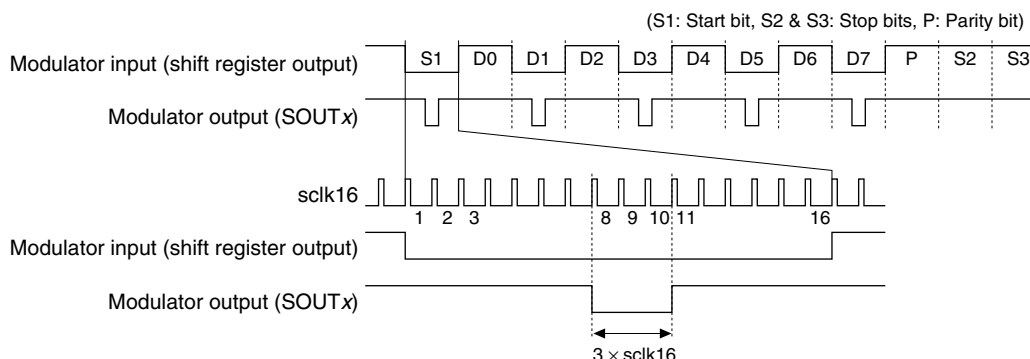 (S1: Start bit, S2 & S3: Stop bits, P: Parity bit)
Modulator input (shift register output) S1 D0 D1 D2 D3 D4 D5 D6 D7 P S2 S3
Modulator output (SOUTx)
sclk16
1 2 3 8 9 10 11 16
Modulator input (shift register output)
Modulator output (SOUTx)
3 × sclk16